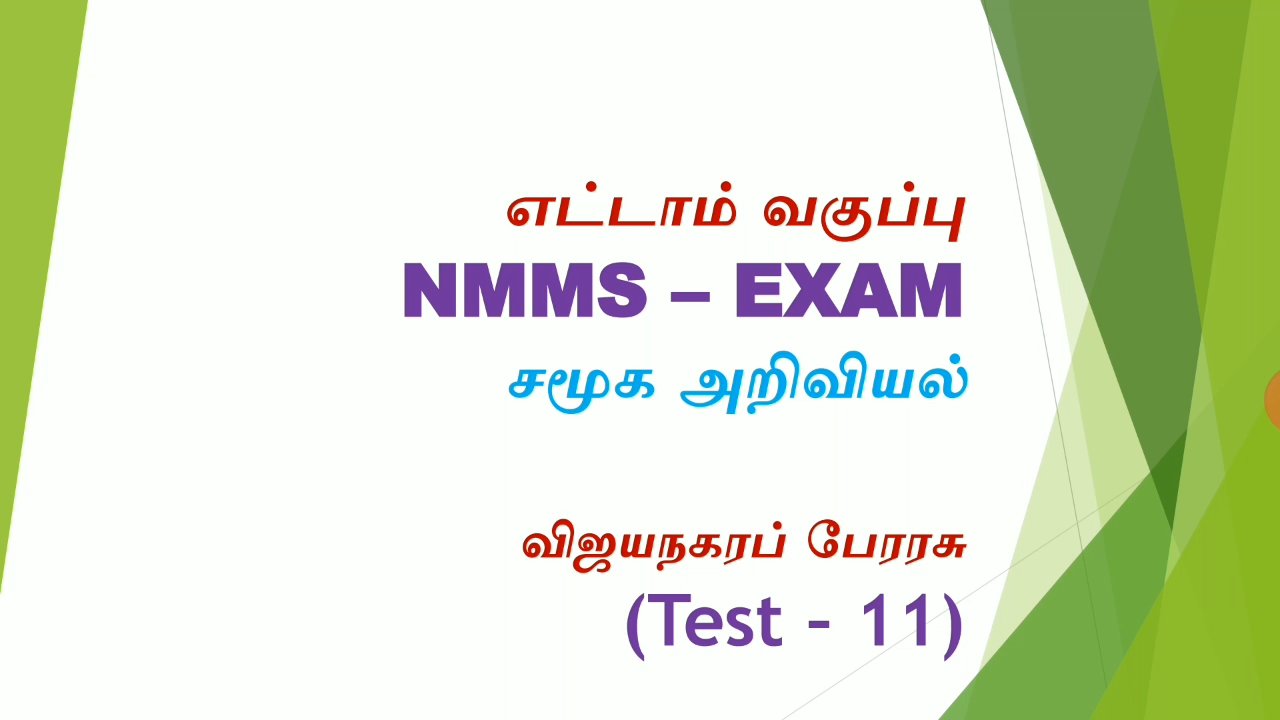 எட்டாம் வகுப்பு
NMMS – EXAM
சமூக அறிவியல்
விஜயநகரப் பேரரசு
(Test - 11)